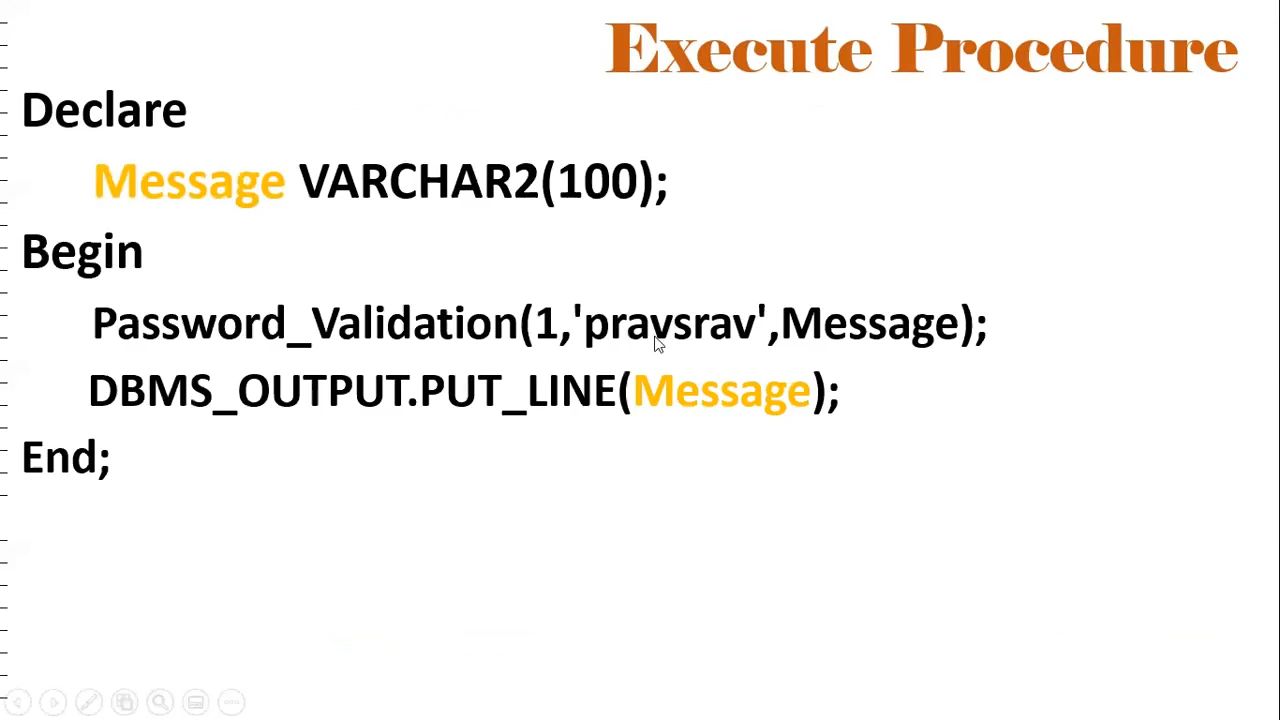 Execute Procedure
Declare
Message VARCHAR2(100);
Begin
Password_Validation(1,'pravsrav',Message);
DBMS_OUTPUT.PUT_LINE(Message);
End;